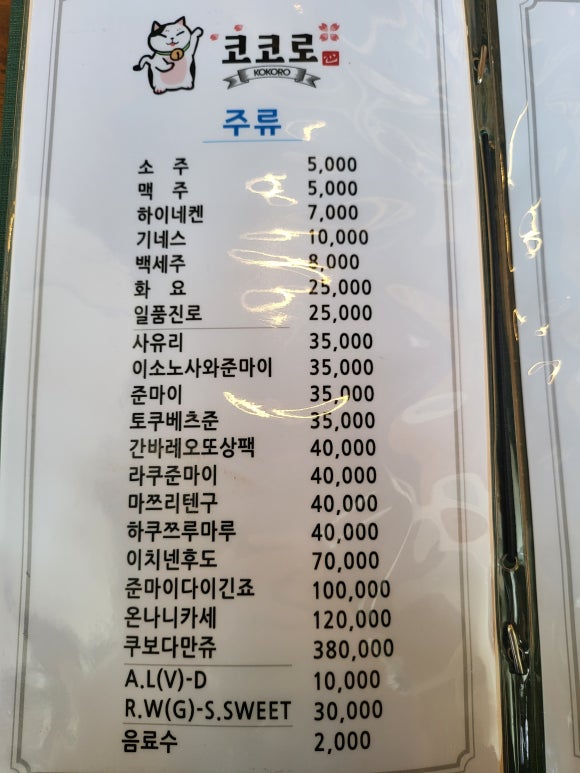 코코로
KOKORO
주류
소 주 5,000
맥 주 5,000
하이네켄 7,000
기네스 10,000
백세주 8,000
화 요 25,000
일품진로 25,000
사유리 35,000
이소노사와준마이 35,000
준마이 35,000
토쿠베츠준 35,000
간바레오또상팩 40,000
라쿠준마이 40,000
마쯔리텐구 40,000
하쿠쯔루마루 40,000
이치넨후도 70,000
준마이다이긴죠 100,000
온나니카세 120,000
쿠보다만쥬 380,000
A.L(V)-D 10,000
R.W(G)-S.SWEET 30,000
음료수 2,000